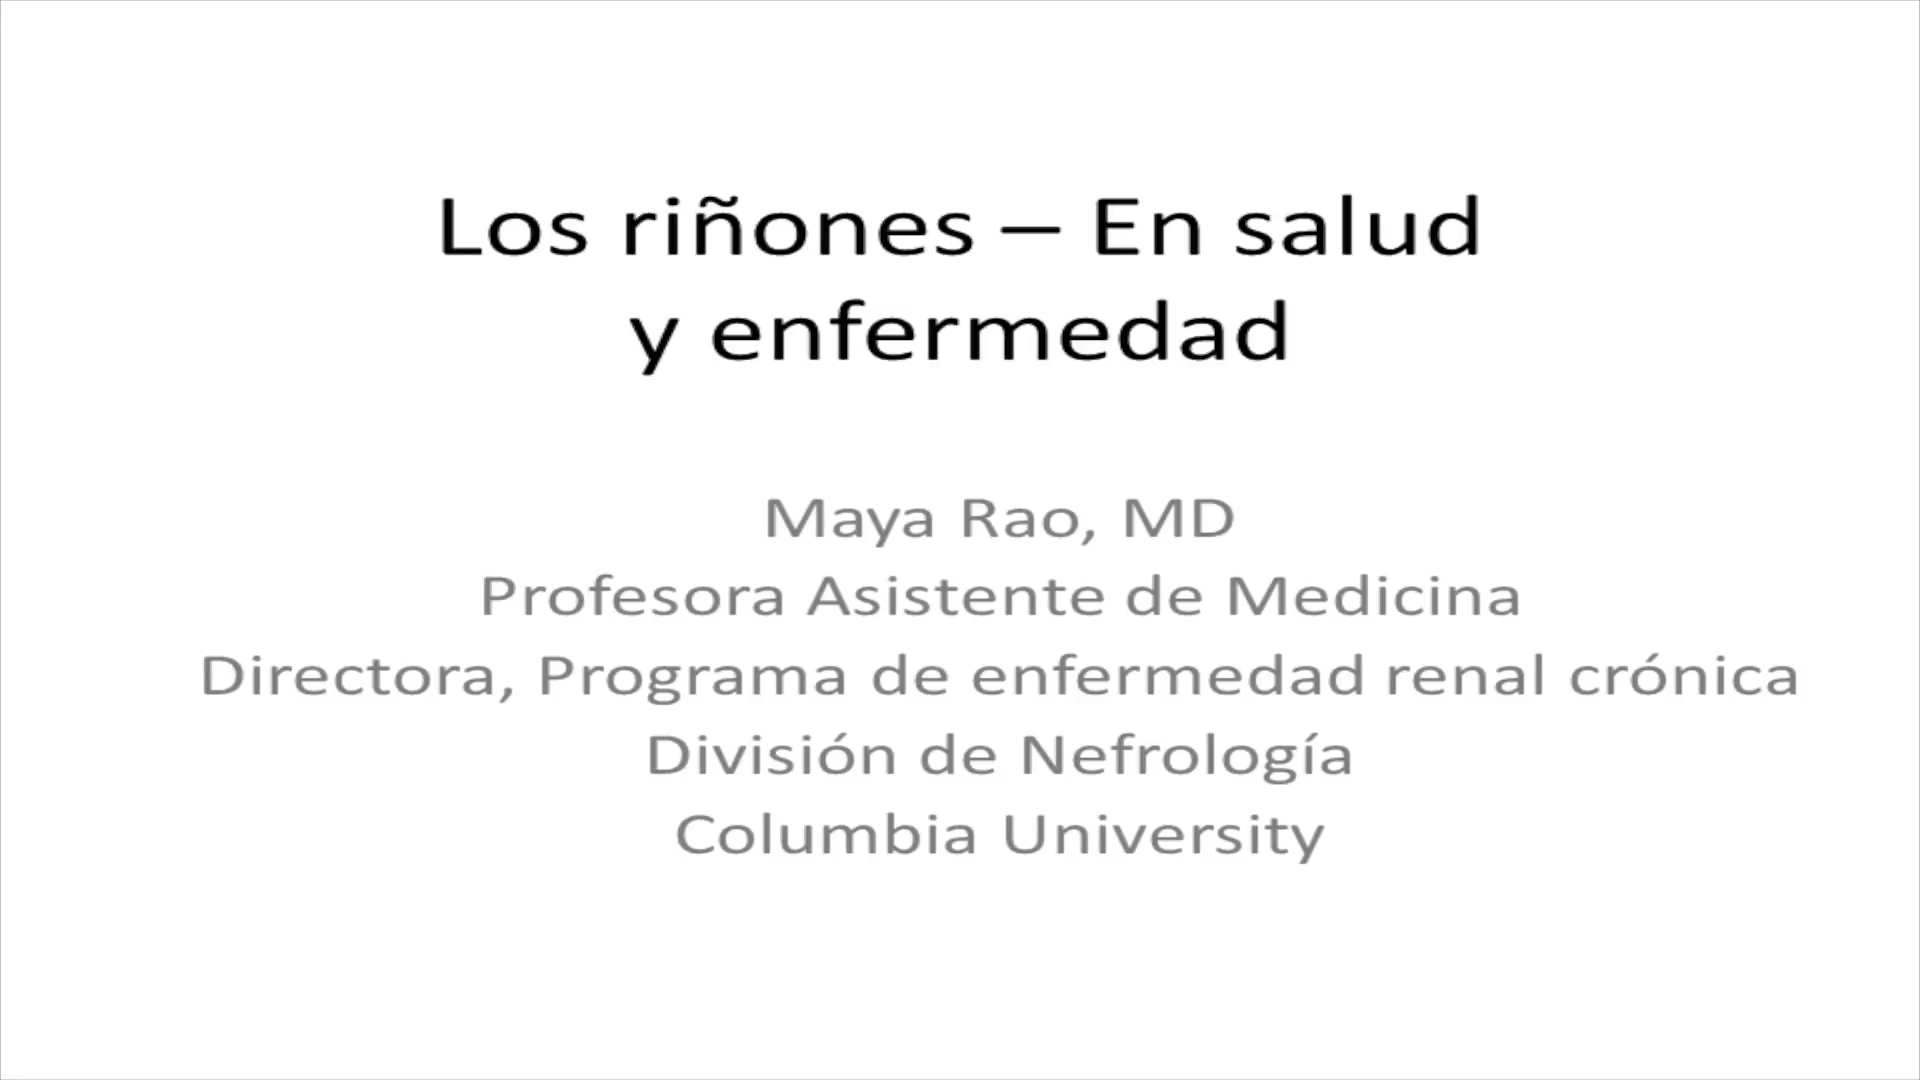 Los riñones – En salud
y enfermedad
Maya Rao, MD
Profesora Asistente de Medicina
Directora, Programa de enfermedad renal crónica
División de Nefrología
Columbia University